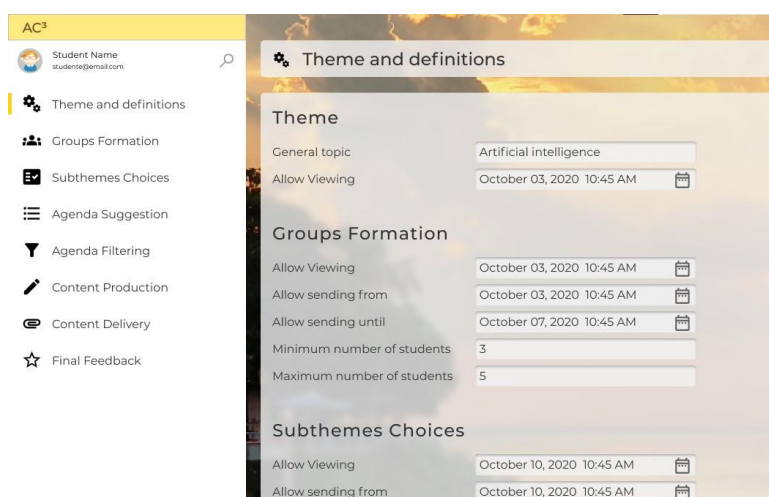 AC³
Student Name
studente@email.com
Theme and definitions
Groups Formation
Subthemes Choices
Agenda Suggestion
Agenda Filtering
Content Production
Content Delivery
Final Feedback
Theme and definitions
Theme
General topic Artificial intelligence
Allow Viewing October 03, 2020 10:45 AM
Groups Formation
Allow Viewing October 03, 2020 10:45 AM
Allow sending from October 03, 2020 10:45 AM
Allow sending until October 07, 2020 10:45 AM
Minimum number of students 3
Maximum number of students 5
Subthemes Choices
Allow Viewing October 10, 2020 10:45 AM
Allow sending from October 10, 2020 10:45 AM